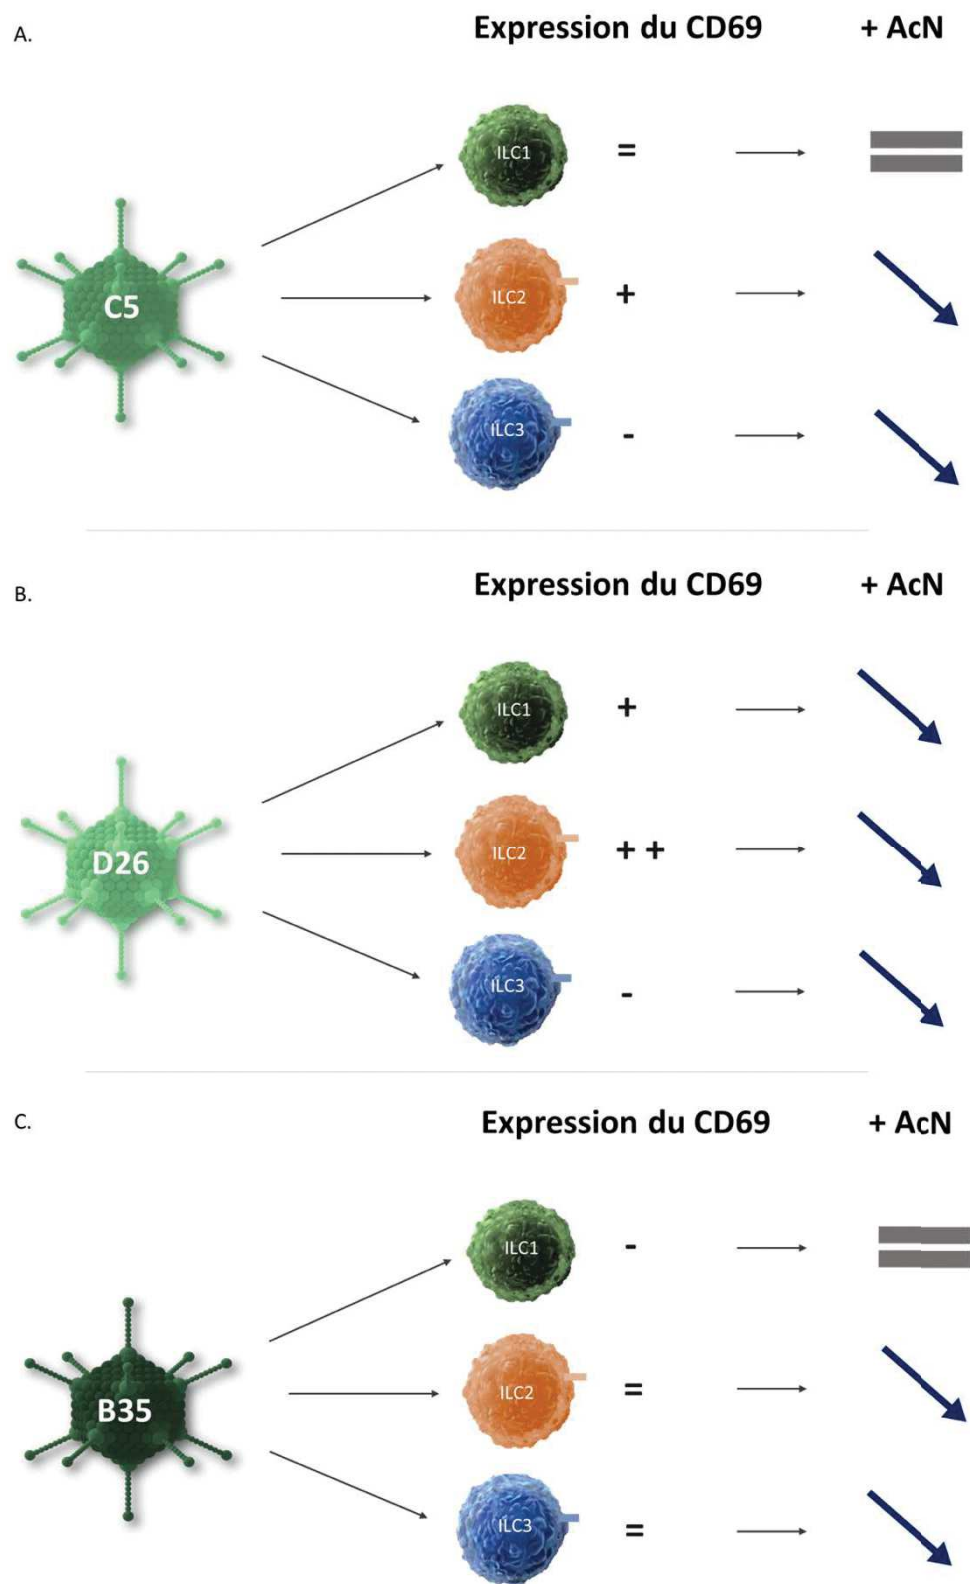 A.
Expression du CD69 + AcN
ILC1 =
C5
ILC2 +
ILC3 -
B.
Expression du CD69 + AcN
ILC1 +
D26
ILC2 + +
ILC3 -
C.
Expression du CD69 + AcN
ILC1 -
B35
ILC2 =
ILC3 =